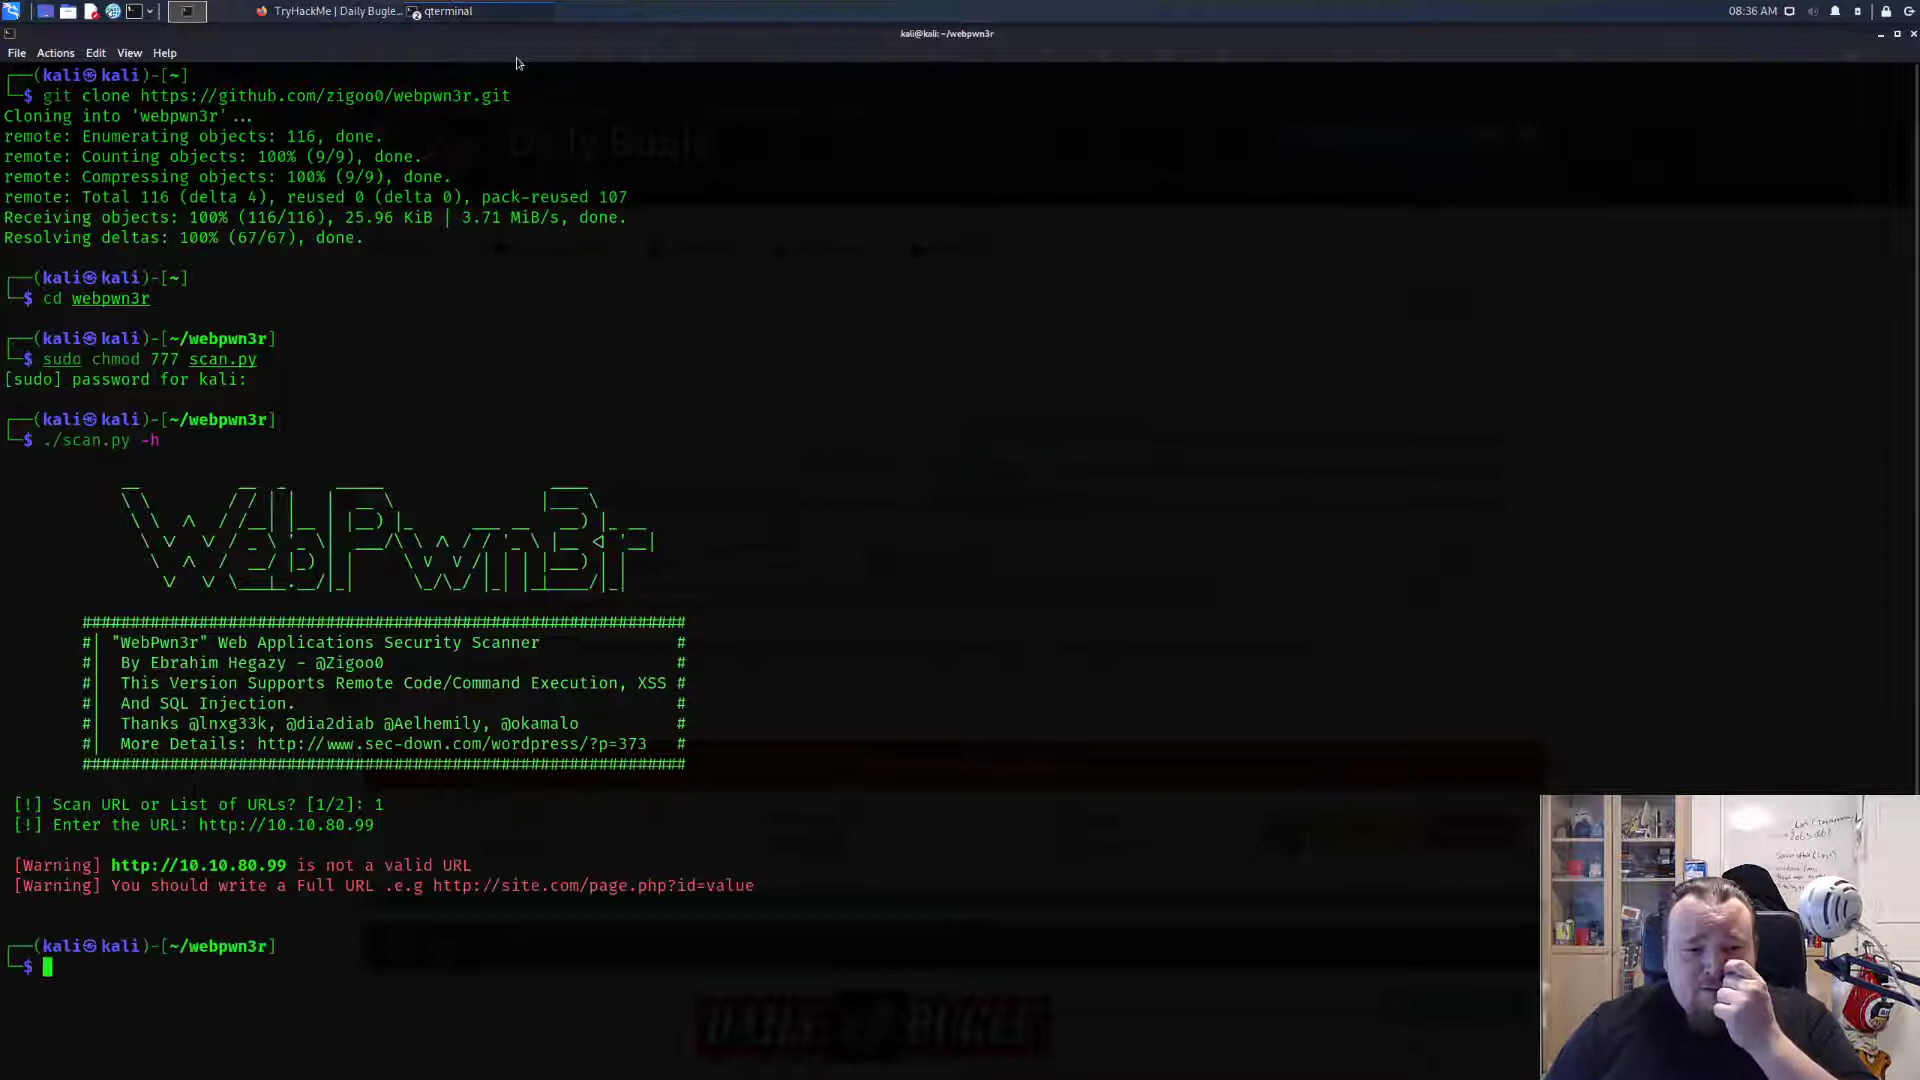 TryHackMe | Daily Bugle...
qterminal
08:36 AM
kali@kali: ~/webpwn3r
File Actions Edit View Help
┌──(kali㉿kali)-[~]
└─$ git clone https://github.com/zigoo0/webpwn3r.git
Cloning into 'webpwn3r'...
remote: Enumerating objects: 116, done.
remote: Counting objects: 100% (9/9), done.
remote: Compressing objects: 100% (9/9), done.
remote: Total 116 (delta 4), reused 0 (delta 0), pack-reused 107
Receiving objects: 100% (116/116), 25.96 KiB | 3.71 MiB/s, done.
Resolving deltas: 100% (67/67), done.
┌──(kali㉿kali)-[~]
└─$ cd webpwn3r
┌──(kali㉿kali)-[~/webpwn3r]
└─$ sudo chmod 777 scan.py
[sudo] password for kali:
┌──(kali㉿kali)-[~/webpwn3r]
└─$ ./scan.py -h
WebPwn3r
##############################################################
#| "WebPwn3r" Web Applications Security Scanner #
#| By Ebrahim Hegazy - @Zigoo0 #
#| This Version Supports Remote Code/Command Execution, XSS #
#| And SQL Injection. #
#| Thanks @lnxg33k, @dia2diab @Aelhemily, @okamalo #
#| More Details: http://www.sec-down.com/wordpress/?p=373 #
##############################################################
[!] Scan URL or List of URLs? [1/2]: 1
[!] Enter the URL: http://10.10.80.99
[Warning] http://10.10.80.99 is not a valid URL
[Warning] You should write a Full URL .e.g http://site.com/page.php?id=value
┌──(kali㉿kali)-[~/webpwn3r]
└─$
DAILY BUGLE